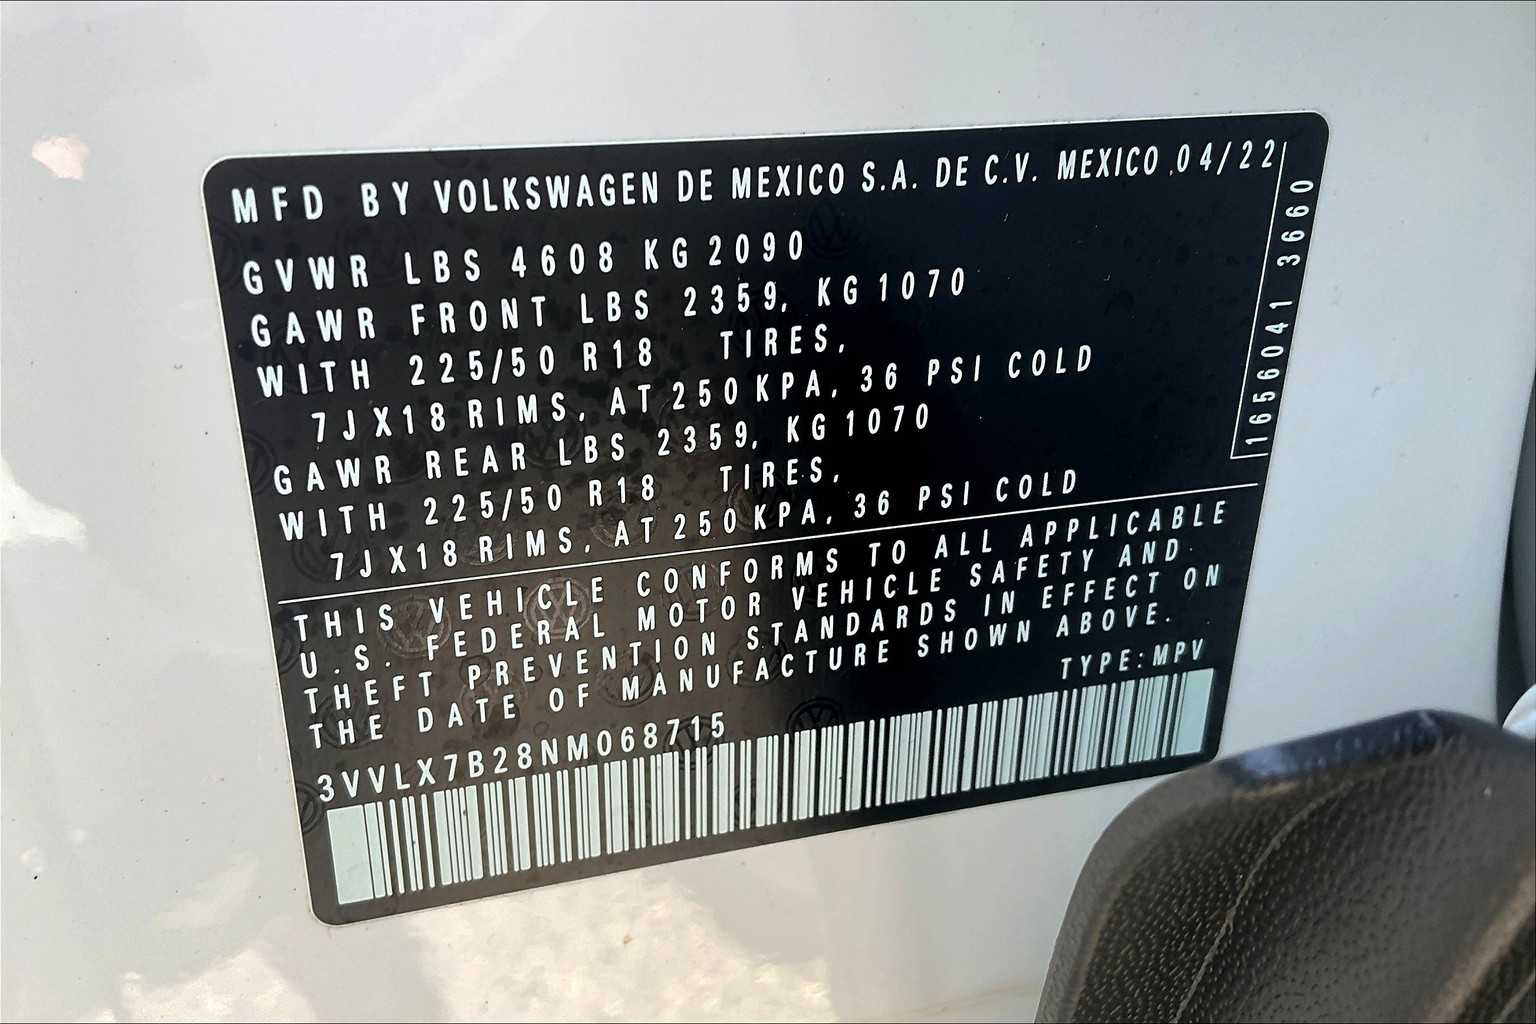 MFD BY VOLKSWAGEN DE MEXICO S.A. DE C.V. MEXICO 04/22
GVWR LBS 4608 KG 2090
GAWR FRONT LBS 2359, KG 1070
WITH 225/50 R18 TIRES,
7JX18 RIMS, AT 250 KPA, 36 PSI COLD
GAWR REAR LBS 2359, KG 1070
WITH 225/50 R18 TIRES,
7JX18 RIMS, AT 250 KPA, 36 PSI COLD
1656041 3660
THIS VEHICLE CONFORMS TO ALL APPLICABLE
U.S. FEDERAL MOTOR VEHICLE SAFETY AND
THEFT PREVENTION STANDARDS IN EFFECT ON
THE DATE OF MANUFACTURE SHOWN ABOVE.
TYPE:MPV
3VVLX7B28NM068715